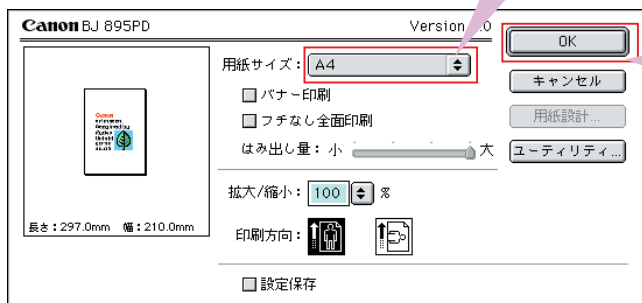 Canon BJ 895PD
Version
.0
用紙サイズ：
A4
バナー印刷
フチなし全面印刷
はみ出し量：
小
大
拡大/縮小：
100
%
印刷方向：
設定保存
長さ：297.0mm 幅：210.0mm
OK
キャンセル
用紙設計...
ユーティリティ...